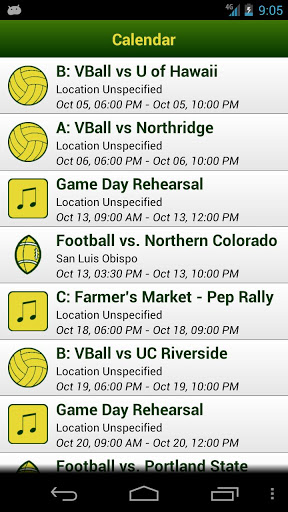 4G 9:05
Calendar
B: VBall vs U of Hawaii
Location Unspecified
Oct 05, 06:00 PM - Oct 05, 10:00 PM
A: VBall vs Northridge
Location Unspecified
Oct 06, 06:00 PM - Oct 06, 10:00 PM
Game Day Rehearsal
Location Unspecified
Oct 13, 09:00 AM - Oct 13, 12:00 PM
Football vs. Northern Colorado
San Luis Obispo
Oct 13, 03:30 PM - Oct 13, 10:00 PM
C: Farmer's Market - Pep Rally
Location Unspecified
Oct 18, 06:00 PM - Oct 18, 09:00 PM
B: VBall vs UC Riverside
Location Unspecified
Oct 19, 06:00 PM - Oct 19, 10:00 PM
Game Day Rehearsal
Location Unspecified
Oct 20, 09:00 AM - Oct 20, 12:00 PM
Football vs. Portland State